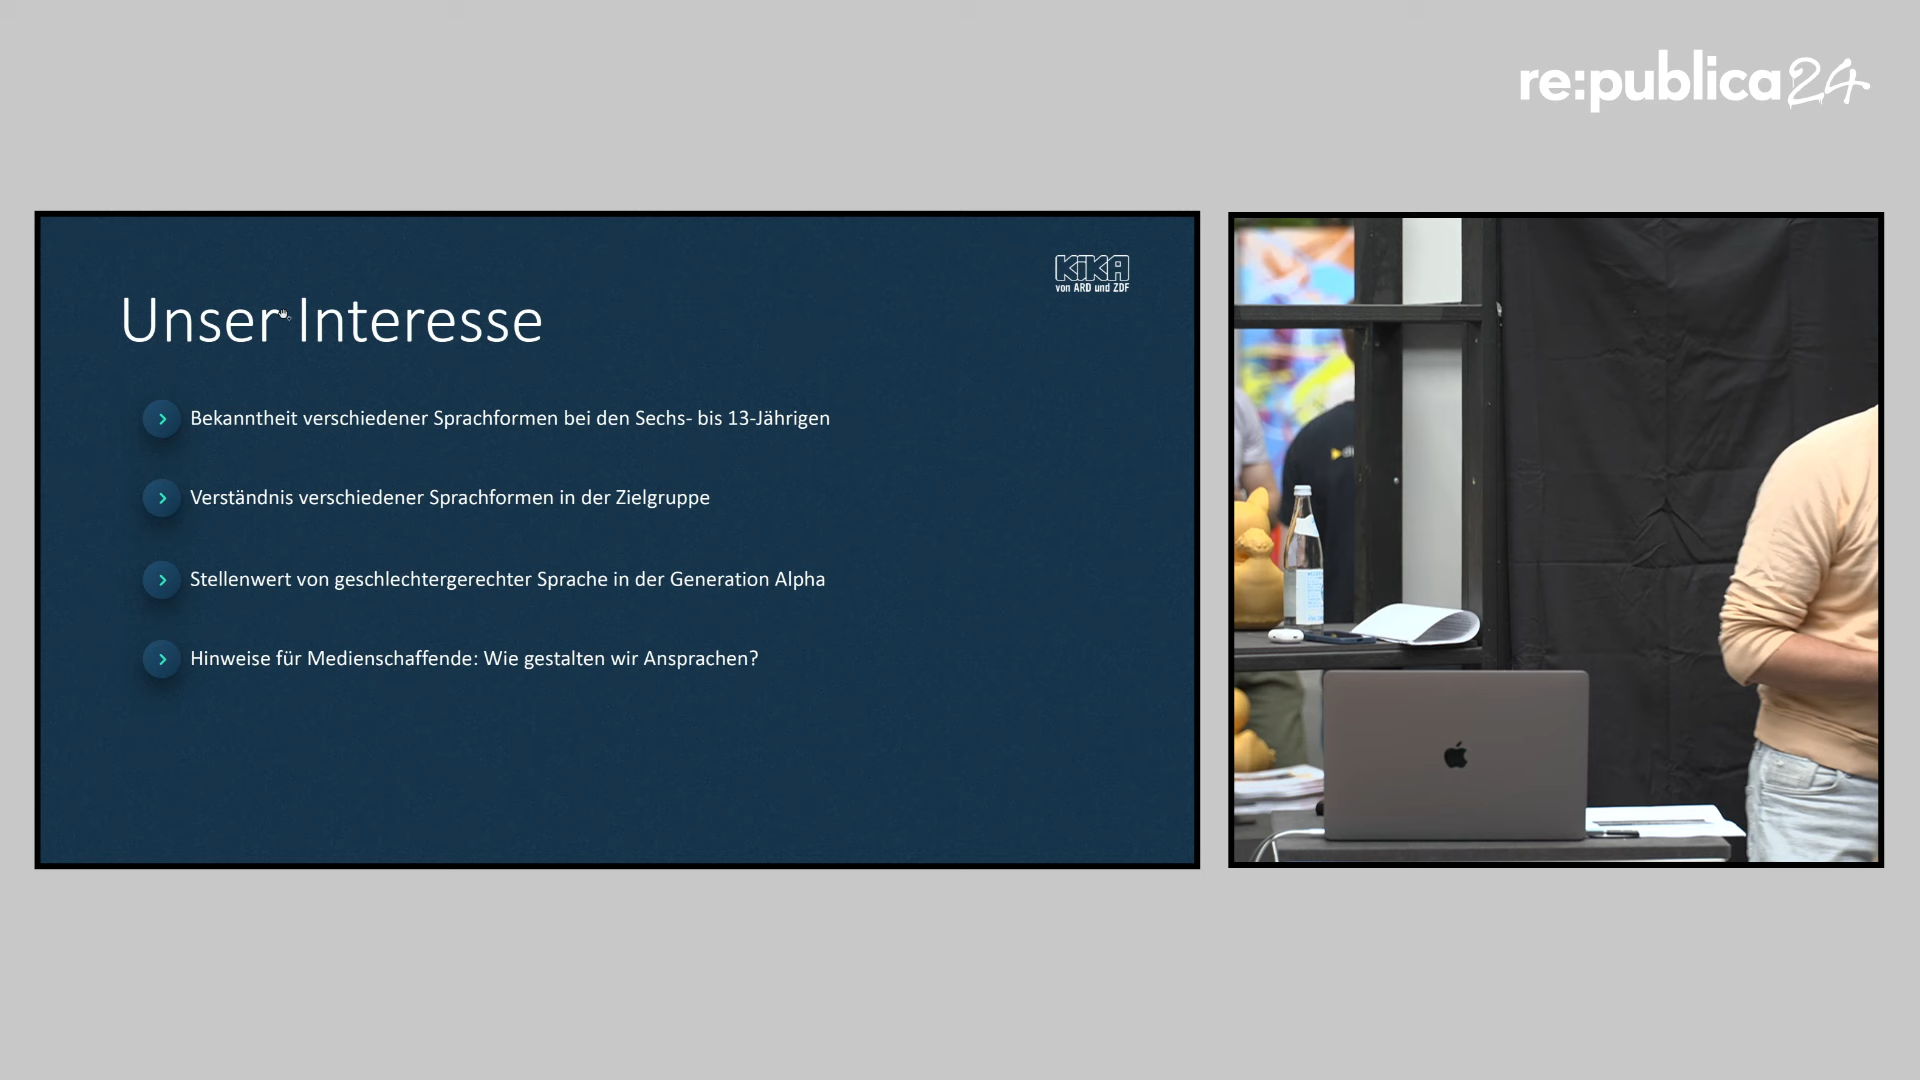 re:publica 24
KiKA
von ARD und ZDF
Unser Interesse
Bekanntheit verschiedener Sprachformen bei den Sechs- bis 13-Jährigen
Verständnis verschiedener Sprachformen in der Zielgruppe
Stellenwert von geschlechtergerechter Sprache in der Generation Alpha
Hinweise für Medienschaffende: Wie gestalten wir Ansprachen?